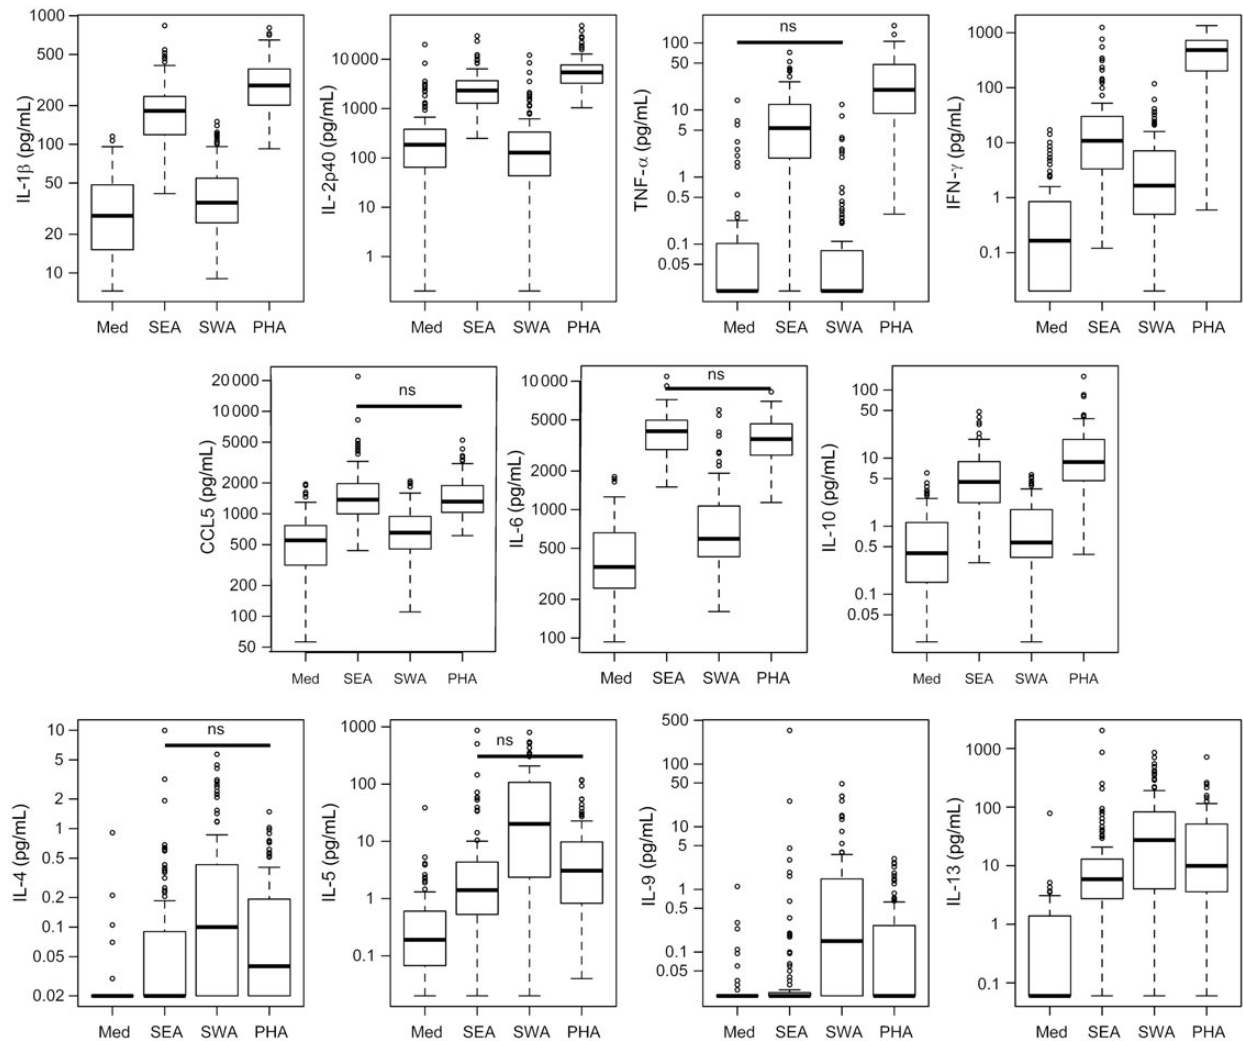 IL-1β (pg/mL)
1000
500
200
100
50
20
10
Med SEA SWA PHA
IL-2p40 (pg/mL)
10 000
1000
100
10
1
Med SEA SWA PHA
TNF-α (pg/mL)
100
50
10
5
1
0.5
0.1
0.05
ns
Med SEA SWA PHA
IFN-γ (pg/mL)
1000
100
10
1
0.1
Med SEA SWA PHA
CCL5 (pg/mL)
20 000
10 000
5000
2000
1000
500
200
100
50
ns
Med SEA SWA PHA
IL-6 (pg/mL)
10 000
5000
2000
1000
500
200
100
ns
Med SEA SWA PHA
IL-10 (pg/mL)
100
50
10
5
1
0.5
0.1
0.05
Med SEA SWA PHA
IL-4 (pg/mL)
10
5
2
1
0.5
0.2
0.1
0.05
0.02
ns
Med SEA SWA PHA
IL-5 (pg/mL)
1000
100
10
1
0.1
ns
Med SEA SWA PHA
IL-9 (pg/mL)
500
100
50
10
5
1
0.5
0.1
0.05
Med SEA SWA PHA
IL-13 (pg/mL)
1000
100
10
1
0.1
Med SEA SWA PHA